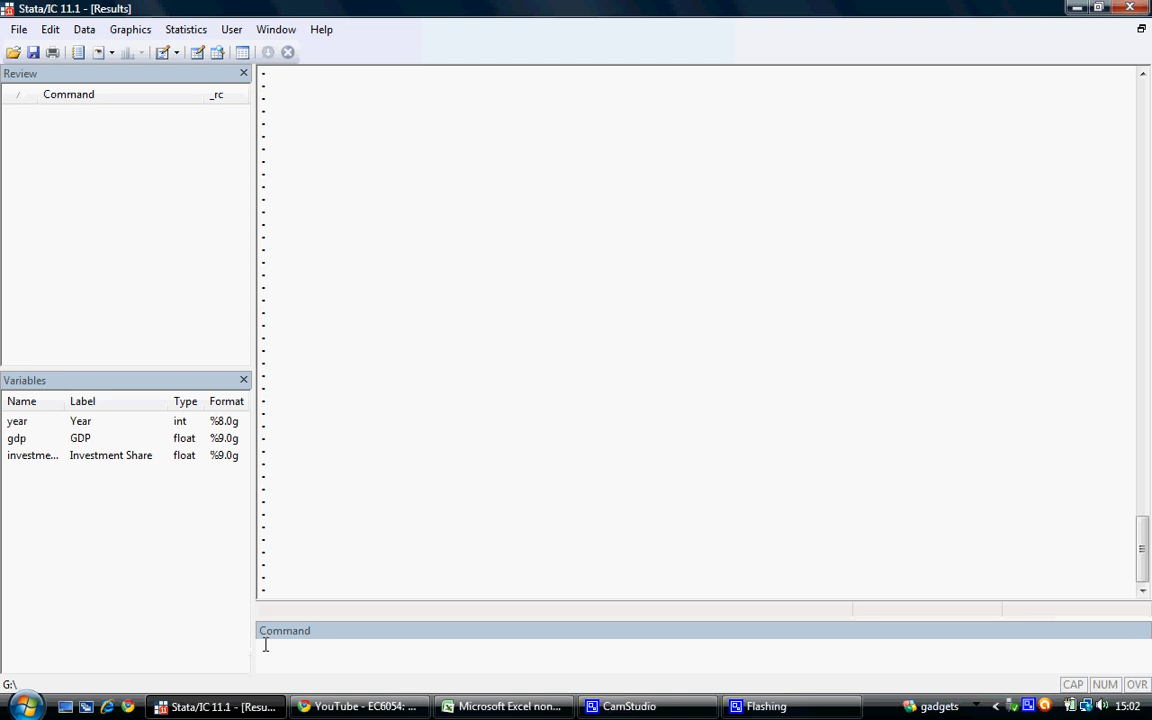 Stata/IC 11.1 - [Results]
File Edit Data Graphics Statistics User Window Help
Review
/ Command _rc
Variables
Name Label Type Format
year Year int %8.0g
gdp GDP float %9.0g
investme... Investment Share float %9.0g
Command
G:\
CAP NUM OVR
Stata/IC 11.1 - [Resu... YouTube - EC6054: ... Microsoft Excel non... CamStudio Flashing gadgets 15:02